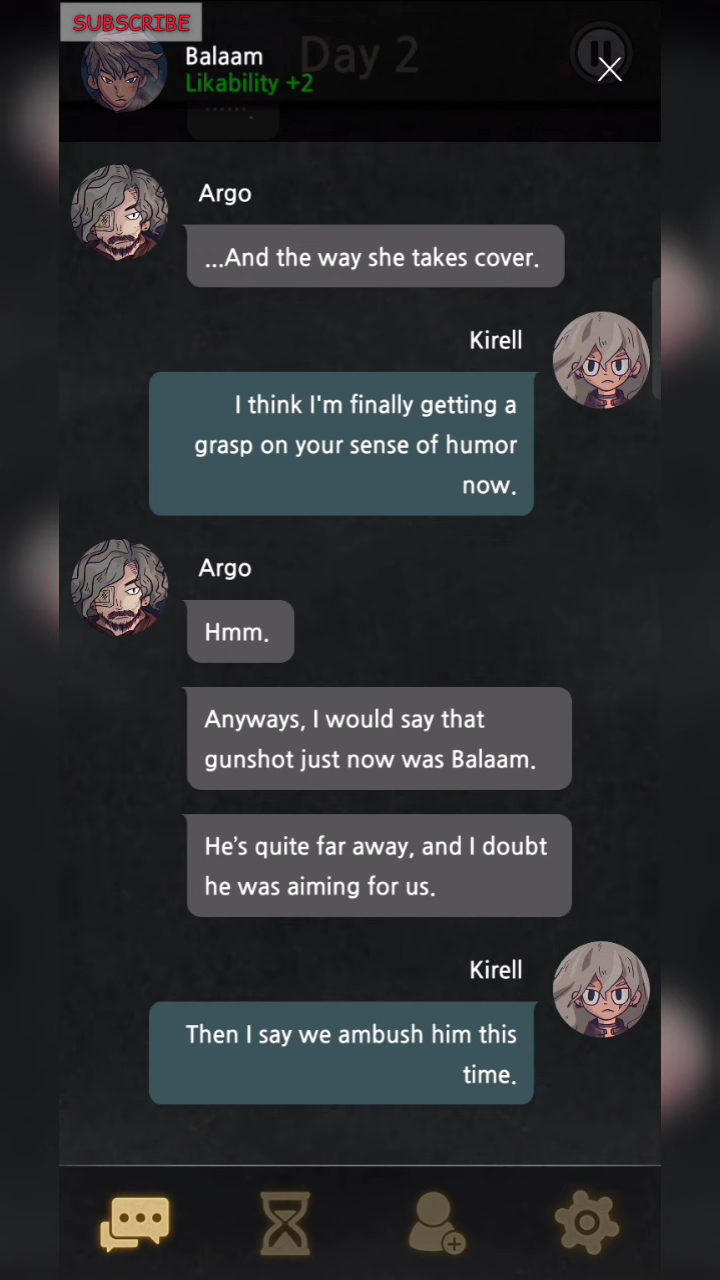 SUBSCRIBE
Day 2
Balaam
Likability +2
.......
Argo
...And the way she takes cover.
Kirell
I think I'm finally getting a
grasp on your sense of humor
now.
Argo
Hmm.
Anyways, I would say that
gunshot just now was Balaam.
He's quite far away, and I doubt
he was aiming for us.
Kirell
Then I say we ambush him this
time.